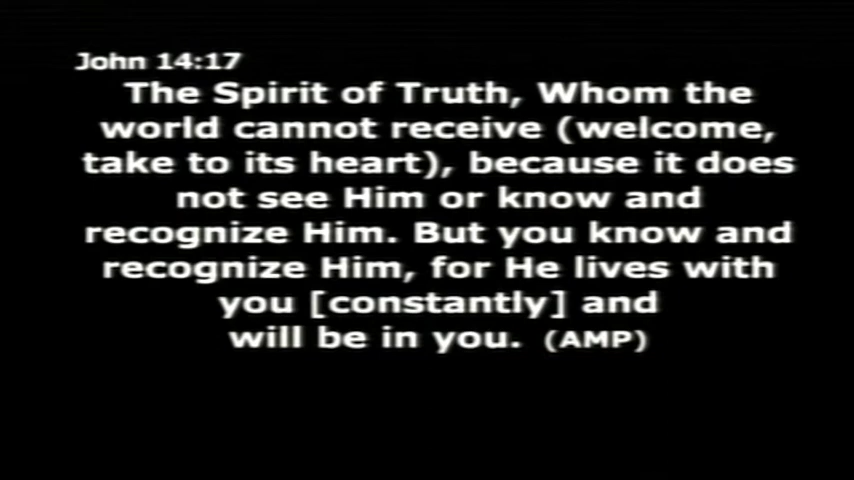 John 14:17
The Spirit of Truth, Whom the
world cannot receive (welcome,
take to its heart), because it does
not see Him or know and
recognize Him. But you know and
recognize Him, for He lives with
you [constantly] and
will be in you. (AMP)